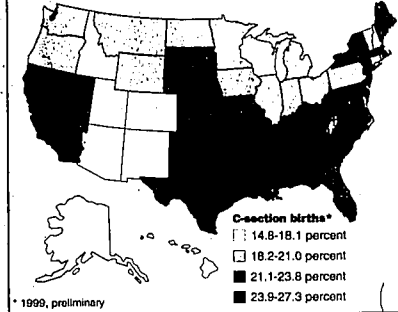 C-section births*
14.8-18.1 percent
18.2-21.0 percent
21.1-23.8 percent
23.9-27.3 percent
* 1999, preliminary